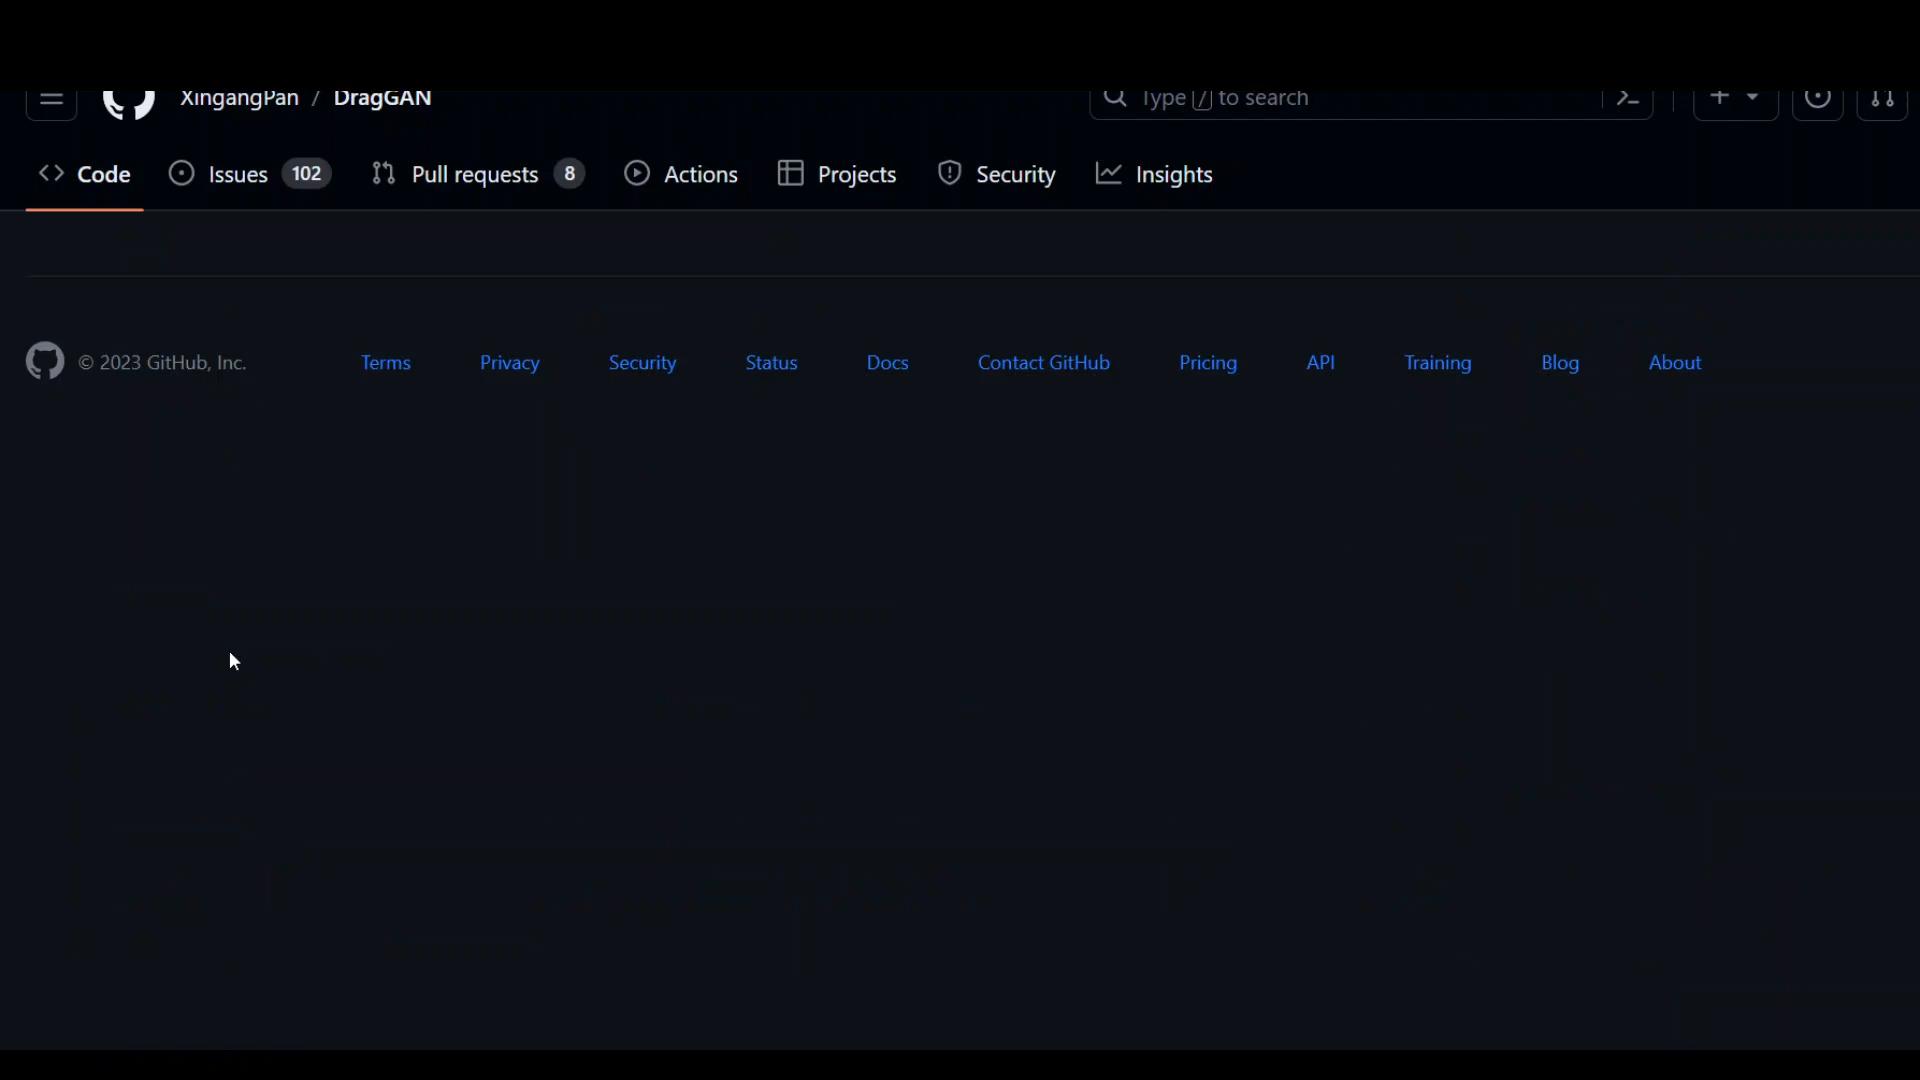 XingangPan / DragGAN Type / to search
Code Issues 102 Pull requests 8 Actions Projects Security Insights
© 2023 GitHub, Inc. Terms Privacy Security Status Docs Contact GitHub Pricing API Training Blog About